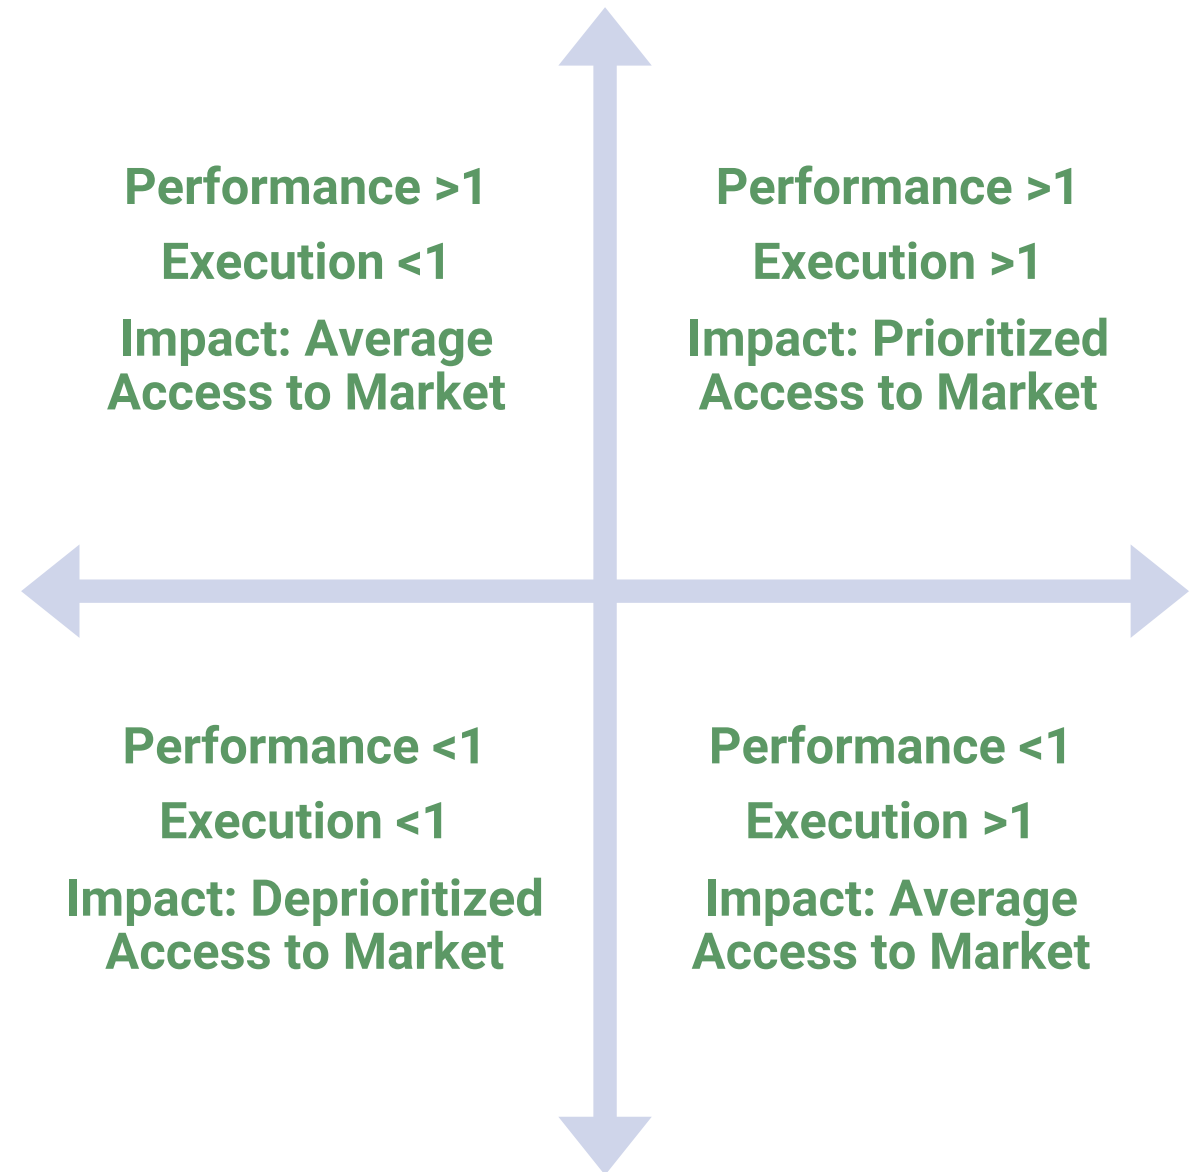 Performance >1
Execution <1
Impact: Average
Access to Market
Performance >1
Execution >1
Impact: Prioritized
Access to Market
Performance <1
Execution <1
Impact: Deprioritized
Access to Market
Performance <1
Execution >1
Impact: Average
Access to Market